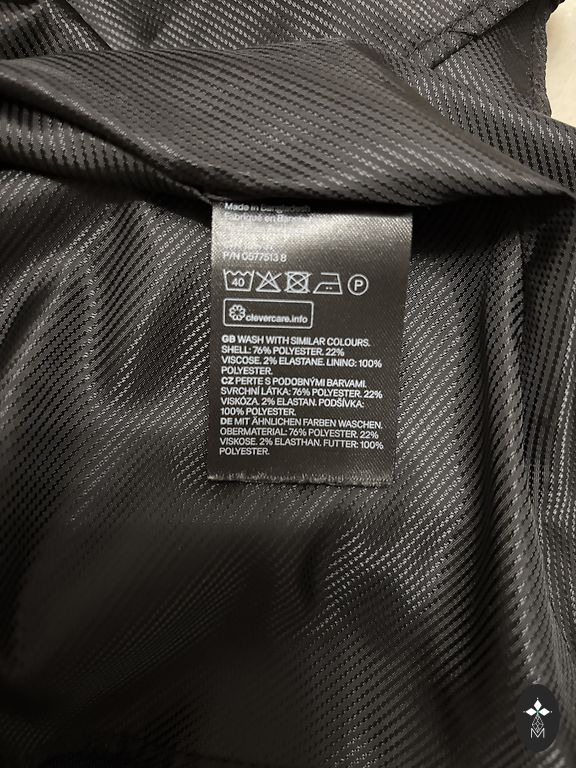 Made in Bangladesh
Fabriqué en
P/N 0577513 8
40
P
clevercare.info
GB WASH WITH SIMILAR COLOURS.
SHELL: 76% POLYESTER. 22%
VISCOSE. 2% ELASTANE. LINING: 100%
POLYESTER.
CZ PERTE S PODOBNÝMI BARVAMI.
SVRCHNÍ LÁTKA: 76% POLYESTER. 22%
VISKÓZA. 2% ELASTAN. PODŠÍVKA:
100% POLYESTER.
DE MIT ÄHNLICHEN FARBEN WASCHEN.
OBERMATERIAL: 76% POLYESTER. 22%
VISKOSE. 2% ELASTHAN. FUTTER: 100%
POLYESTER.
M